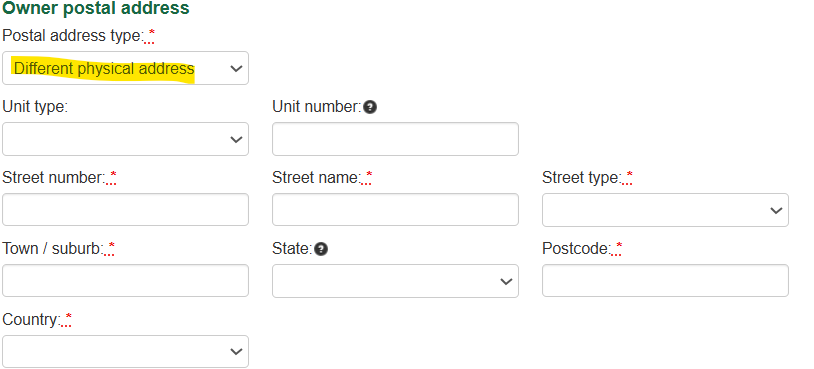 Owner postal address
Postal address type: *
Different physical address
Unit type:
Unit number: ?
Street number: *
Street name: *
Street type: *
Town / suburb: *
State: ?
Postcode: *
Country: *